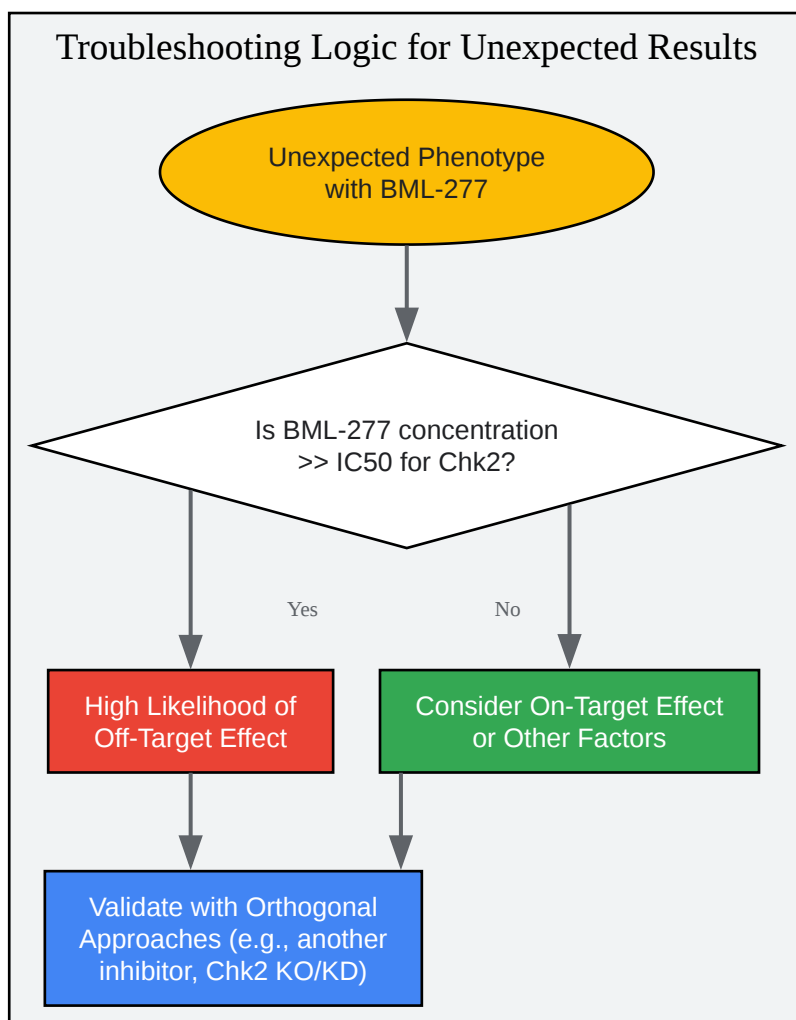 Troubleshooting Logic for Unexpected Results
Unexpected Phenotype
with BML-277
Is BML-277 concentration
>> IC50 for Chk2?
Yes
No
High Likelihood of
Off-Target Effect
Consider On-Target Effect
or Other Factors
Validate with Orthogonal
Approaches (e.g., another
inhibitor, Chk2 KO/KD)